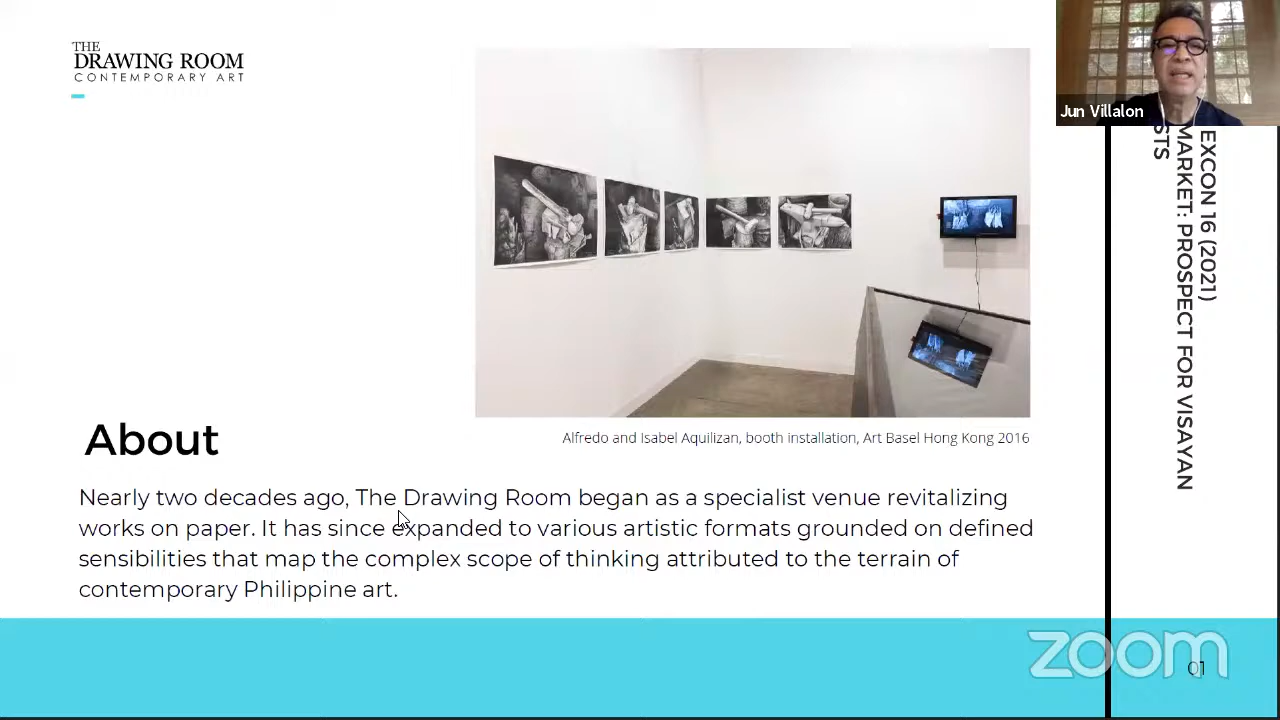 THE
DRAWING ROOM
CONTEMPORARY ART
Jun Villalon
EXCON 16 (2021)
MARKET: PROSPECT FOR VISAYAN
STS
Alfredo and Isabel Aquilizan, booth installation, Art Basel Hong Kong 2016
About
Nearly two decades ago, The Drawing Room began as a specialist venue revitalizing
works on paper. It has since expanded to various artistic formats grounded on defined
sensibilities that map the complex scope of thinking attributed to the terrain of
contemporary Philippine art.
zoom
01